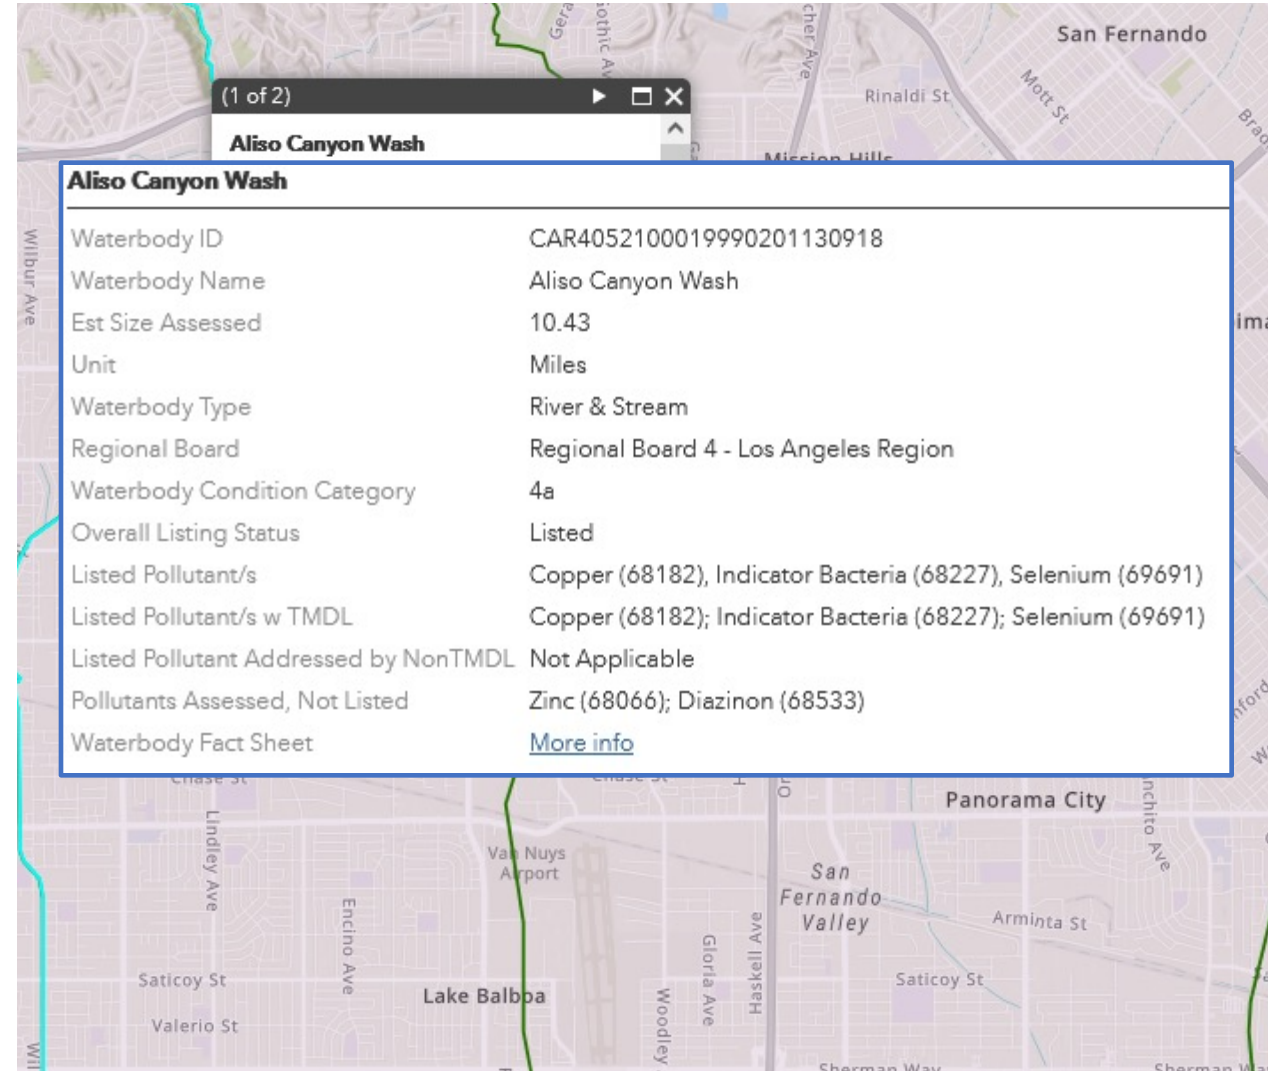 San Fernando
Mott St
(1 of 2)
Rinaldi St
Aliso Canyon Wash
Mission Hills
Aliso Canyon Wash
Wilbur Ave
Waterbody ID CAR4052100019990201130918
Waterbody Name Aliso Canyon Wash
Est Size Assessed 10.43
Unit Miles
Waterbody Type River & Stream
Regional Board Regional Board 4 - Los Angeles Region
Waterbody Condition Category 4a
Overall Listing Status Listed
Listed Pollutant/s Copper (68182), Indicator Bacteria (68227), Selenium (69691)
Listed Pollutant/s w TMDL Copper (68182); Indicator Bacteria (68227); Selenium (69691)
Listed Pollutant Addressed by NonTMDL Not Applicable
Pollutants Assessed, Not Listed Zinc (68066); Diazinon (68533)
Waterbody Fact Sheet More info
Chase St
Chase St
Panorama City
Lindley Ave
Van Nuys
Airport
San
Fernando
Valley
Encino Ave
Arminta St
Gloria Ave
Haskell Ave
Saticoy St
Saticoy St
Lake Balboa
Woodley
Valerio St
Sherman Way